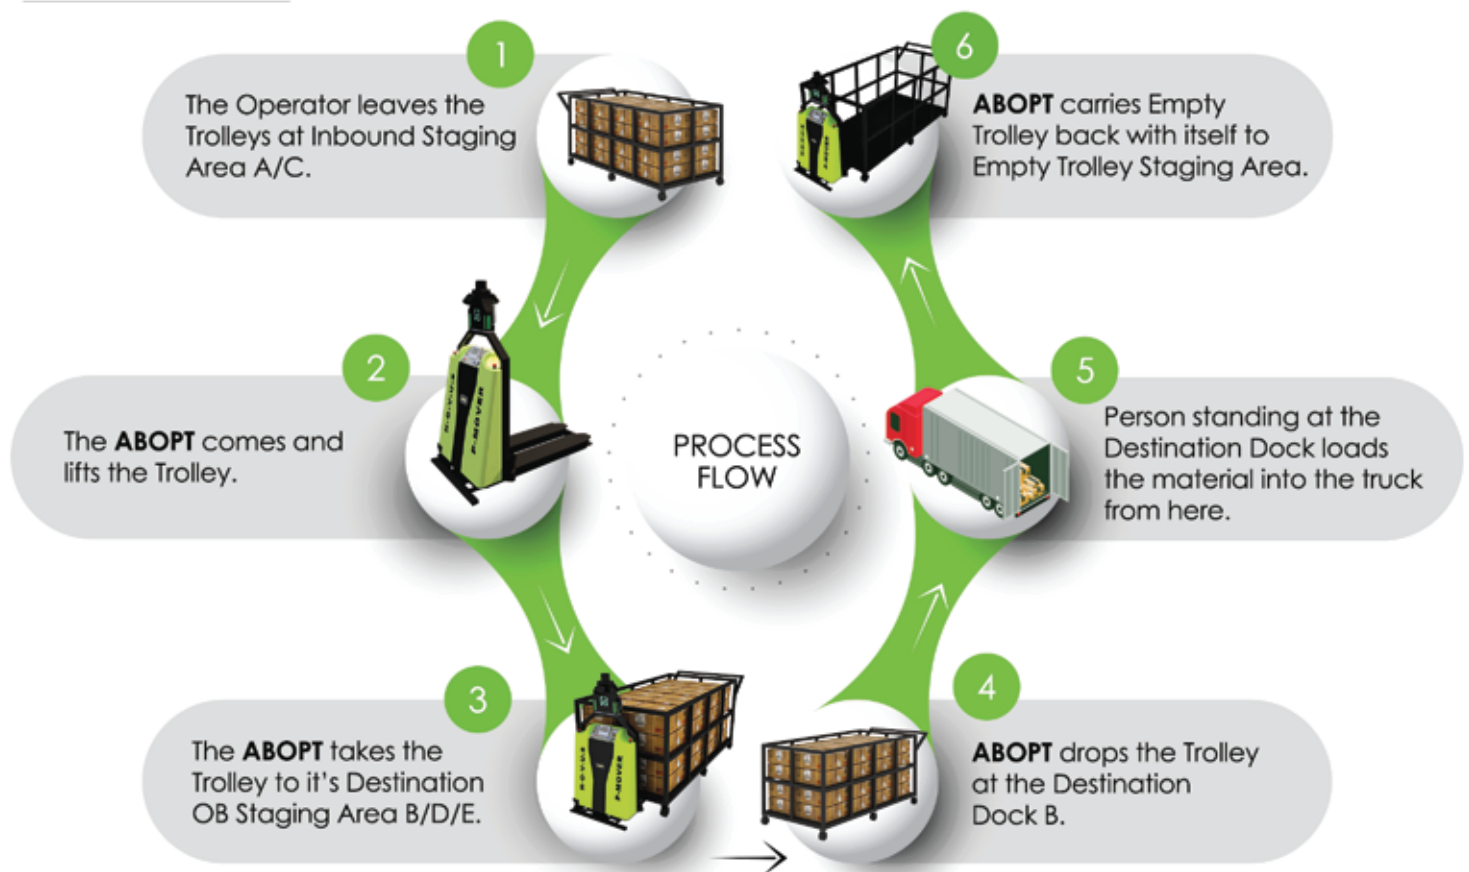 1
The Operator leaves the
Trolleys at Inbound Staging
Area A/C.
2
The ABOPT comes and
lifts the Trolley.
3
The ABOPT takes the
Trolley to it's Destination
OB Staging Area B/D/E.
4
ABOPT drops the Trolley
at the Destination
Dock B.
5
Person standing at the
Destination Dock loads
the material into the truck
from here.
6
ABOPT carries Empty
Trolley back with itself to
Empty Trolley Staging Area.
PROCESS
FLOW
NOVUS
P-MOVER